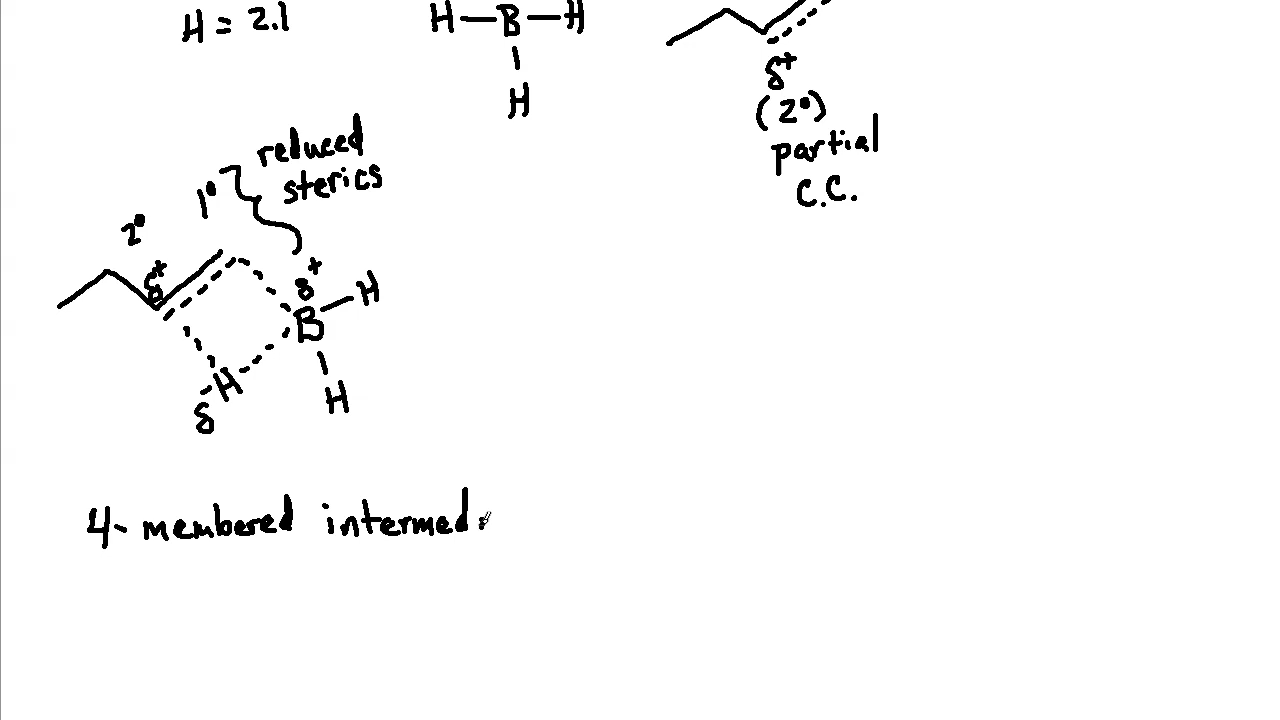 H = 2.1
H—B—H
H
δ+
(2°)
partial
C.C.
reduced
sterics
1°
2°
δ+
δ+
B
H
H
δ-
H
4- membered intermed